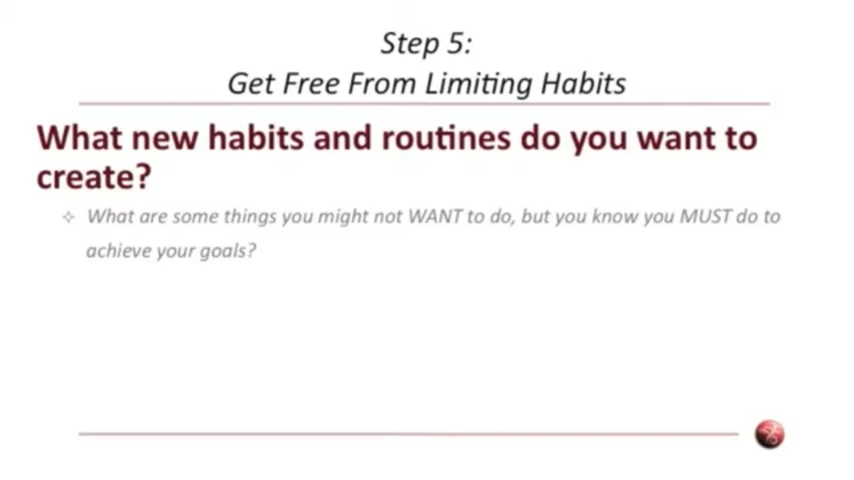 Step 5:
Get Free From Limiting Habits
What new habits and routines do you want to
create?
What are some things you might not WANT to do, but you know you MUST do to
achieve your goals?